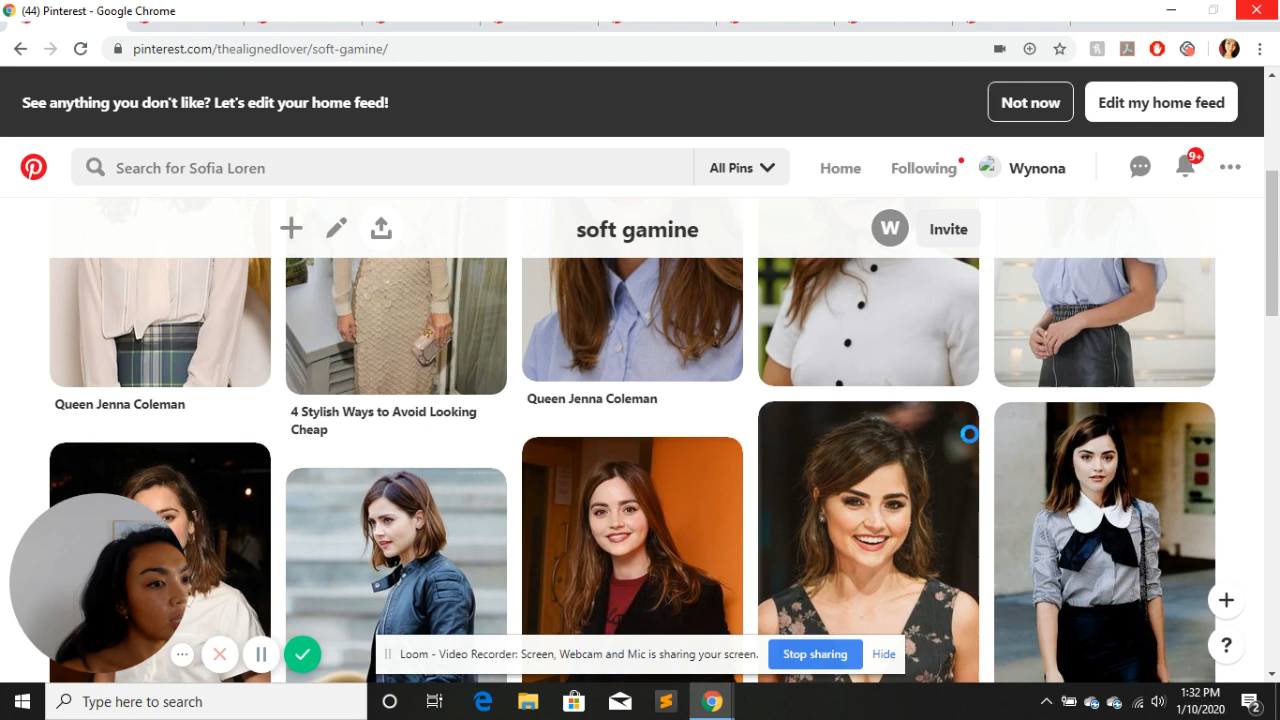 (44) Pinterest - Google Chrome
pinterest.com/thealignedlover/soft-gamine/
See anything you don't like? Let's edit your home feed!
Not now
Edit my home feed
Search for Sofia Loren
All Pins
Home
Following
Wynona
9+
soft gamine
W
Invite
Queen Jenna Coleman
4 Stylish Ways to Avoid Looking
Cheap
Queen Jenna Coleman
Loom - Video Recorder: Screen, Webcam and Mic is sharing your screen.
Stop sharing
Hide
Type here to search
1:32 PM
1/10/2020
2